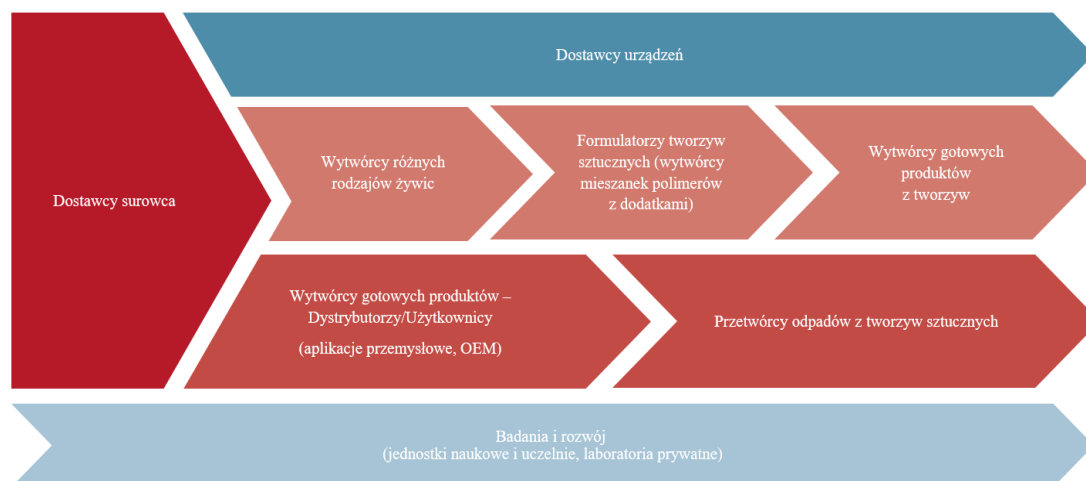 Dostawcy urządzeń
Dostawcy surowca
Wytwórcy różnych
rodzajów żywic
Formulatorzy tworzyw
sztucznych (wytwórcy
mieszanek polimerów
z dodatkami)
Wytwórcy gotowych
produktów
z tworzyw
Wytwórcy gotowych produktów –
Dystrybutorzy/Użytkownicy
(aplikacje przemysłowe, OEM)
Przetwórcy odpadów z tworzyw sztucznych
Badania i rozwój
(jednostki naukowe i uczelnie, laboratoria prywatne)